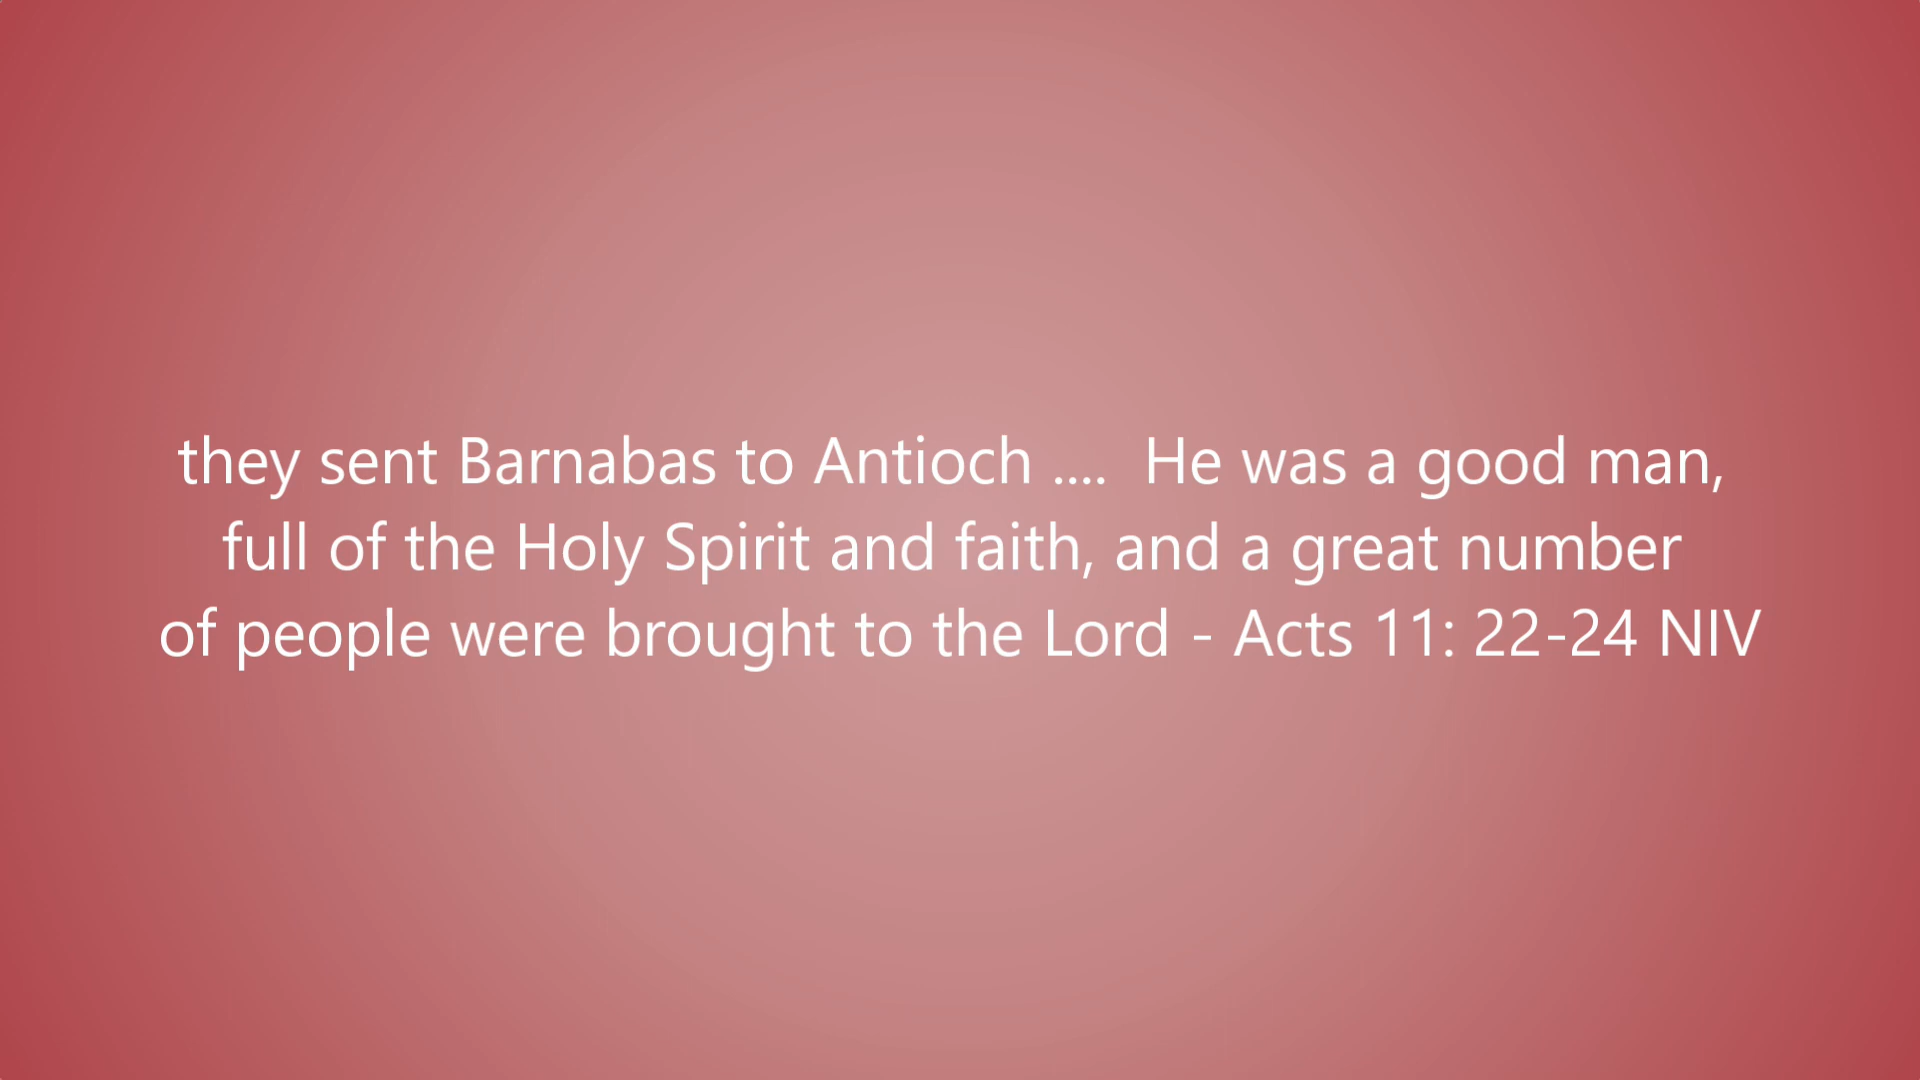 they sent Barnabas to Antioch ....  He was a good man,
full of the Holy Spirit and faith, and a great number
of people were brought to the Lord - Acts 11: 22-24 NIV